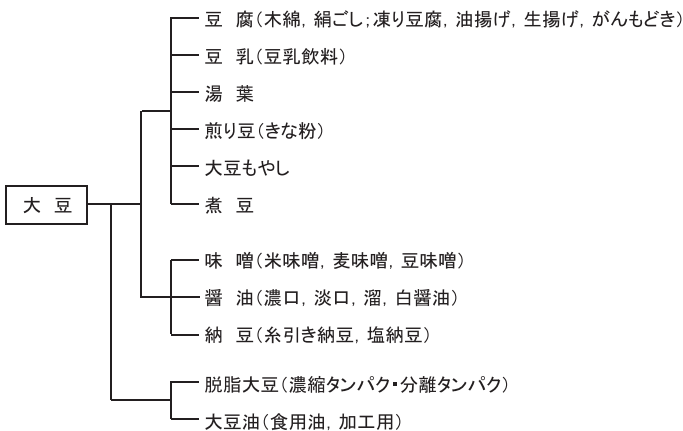 豆 腐(木綿, 絹ごし;凍り豆腐, 油揚げ, 生揚げ, がんもどき)
豆 乳(豆乳飲料)
湯 葉
煎り豆(きな粉)
大豆もやし
大 豆
煮 豆
味 噌(米味噌, 麦味噌, 豆味噌)
醤 油(濃口, 淡口, 溜, 白醤油)
納 豆(糸引き納豆, 塩納豆)
脱脂大豆(濃縮タンパク・分離タンパク)
大豆油(食用油, 加工用)